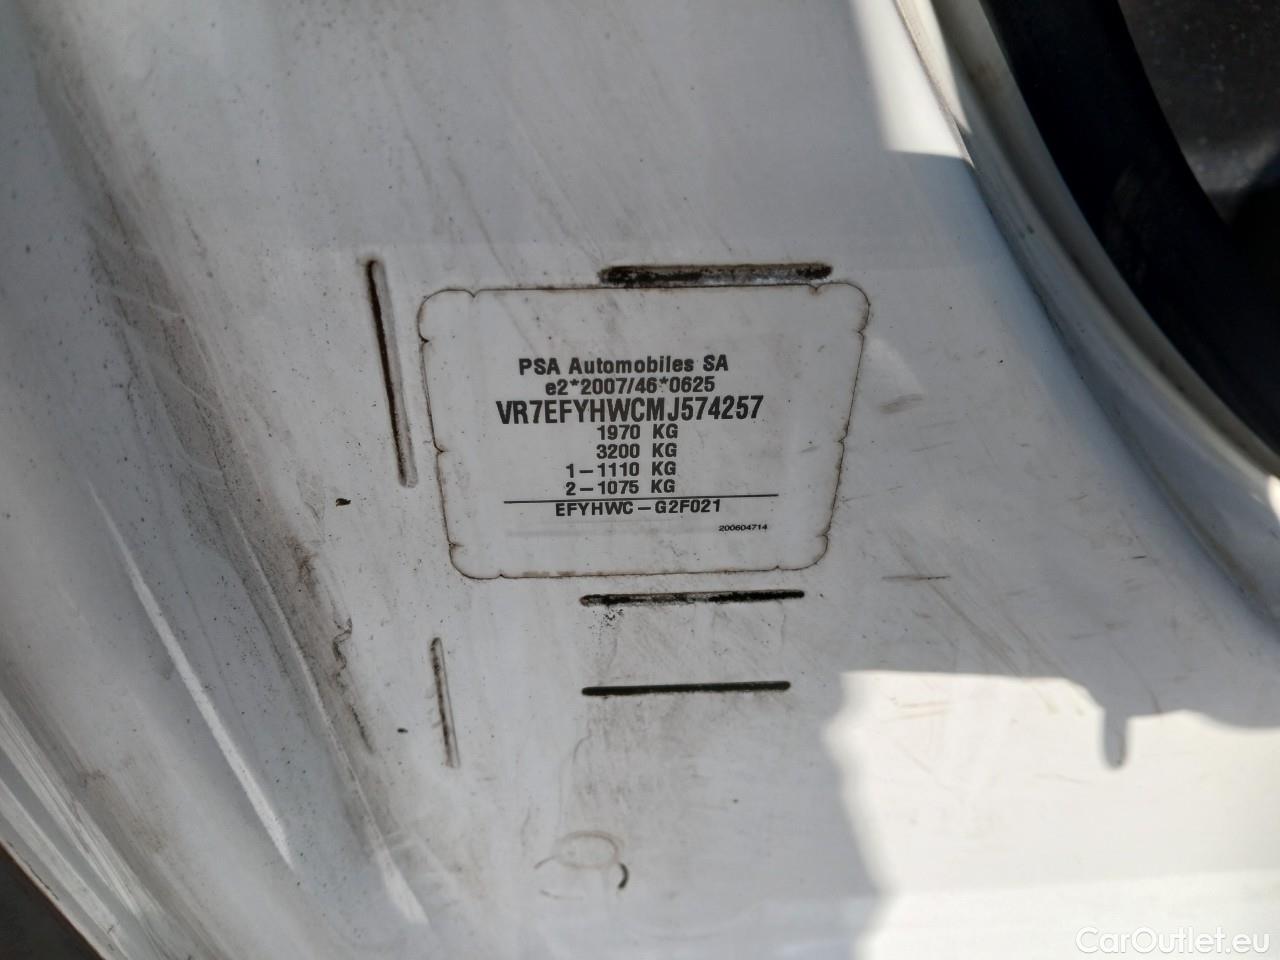 PSA Automobiles SA
e2*2007/46*0625
VR7EFYHWCMJ574257
1970 KG
3200 KG
1-1110 KG
2-1075 KG
EFYHWC-G2F021
200604714
CarOutlet.eu